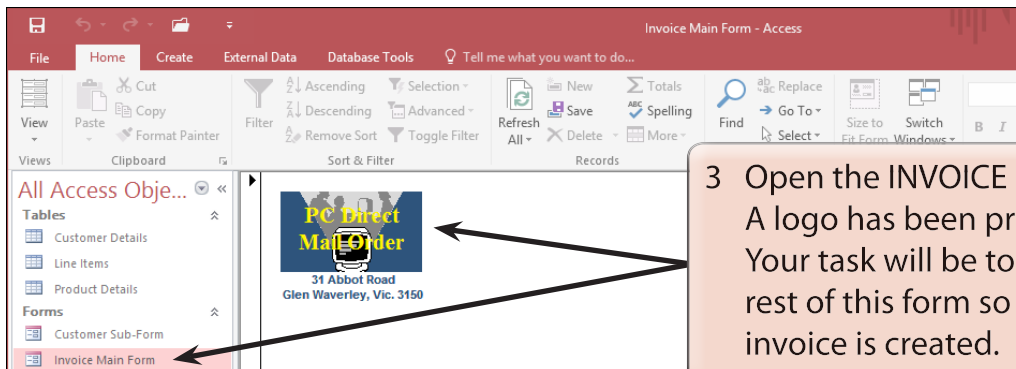 Invoice Main Form - Access
File Home Create External Data Database Tools Tell me what you want to do...
Cut Ascending Selection New Totals Replace
View Paste Copy Filter Descending Advanced Refresh All Save Spelling Find Go To Size to Fit Form Switch Windows
Format Painter Remove Sort Toggle Filter Delete More Select B I
Views Clipboard Sort & Filter Records
All Access Obje...
Tables
Customer Details
Line Items
Product Details
Forms
Customer Sub-Form
Invoice Main Form
PC Direct
Mail Order
31 Abbot Road
Glen Waverley, Vic. 3150
3 Open the INVOICE
A logo has been pr
Your task will be to
rest of this form so
invoice is created.